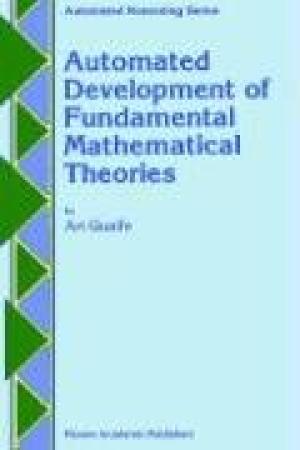 Automated Reasoning Series
Automated
Development of
Fundamental
Mathematical
Theories
by
Art Quaife
Kluwer Academic Publishers